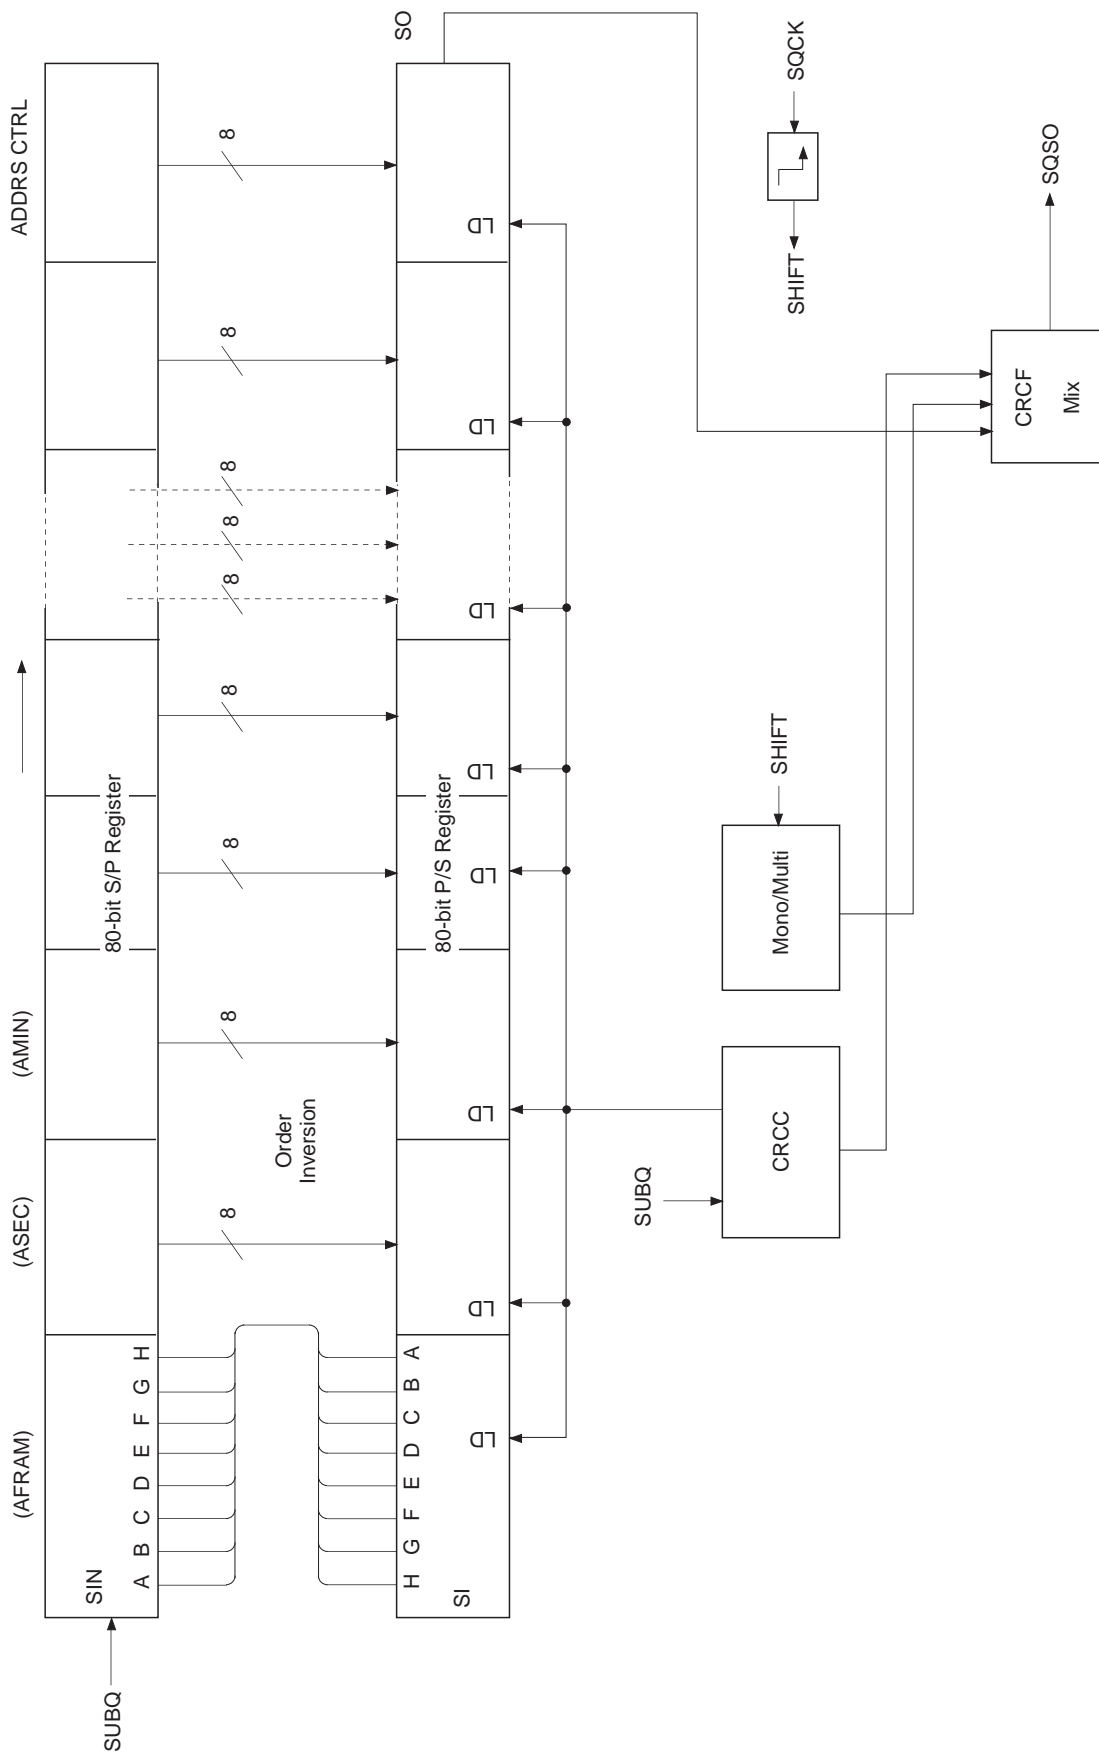 (AFRAM)
(ASEC)
(AMIN)
ADDRS CTRL
SUBQ
SIN
80-bit S/P Register
A B C D E F G H
8
8
8
8
8
8
8
8
8
Order
Inversion
H G F E D C B A
SI
80-bit P/S Register
SO
LD
LD
LD
LD
LD
LD
LD
LD
SUBQ
CRCC
Mono/Multi
SHIFT
SHIFT
SQCK
CRCF
Mix
SQSO